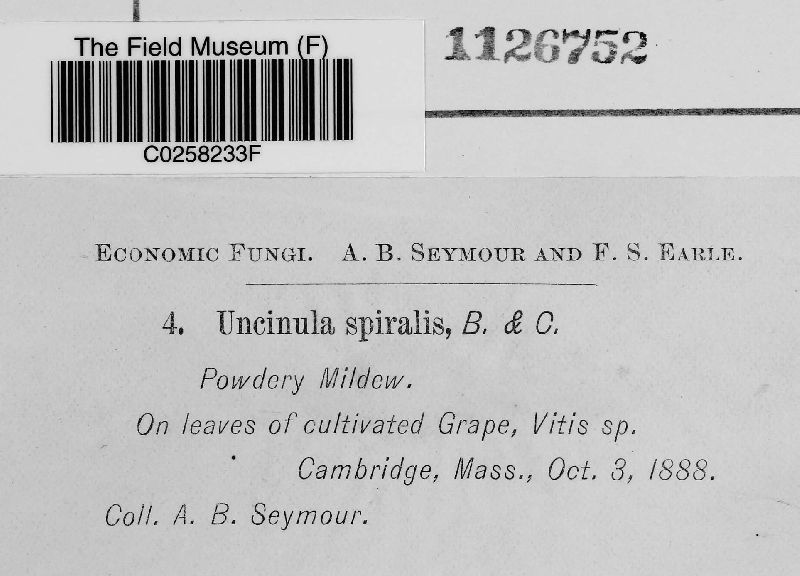 The Field Museum (F)
1126752
C0258233F
Economic Fungi. A. B. Seymour and F. S. Earle.
4. Uncinula spiralis, B. & C.
Powdery Mildew.
On leaves of cultivated Grape, Vitis sp.
Cambridge, Mass., Oct. 3, 1888.
Coll. A. B. Seymour.